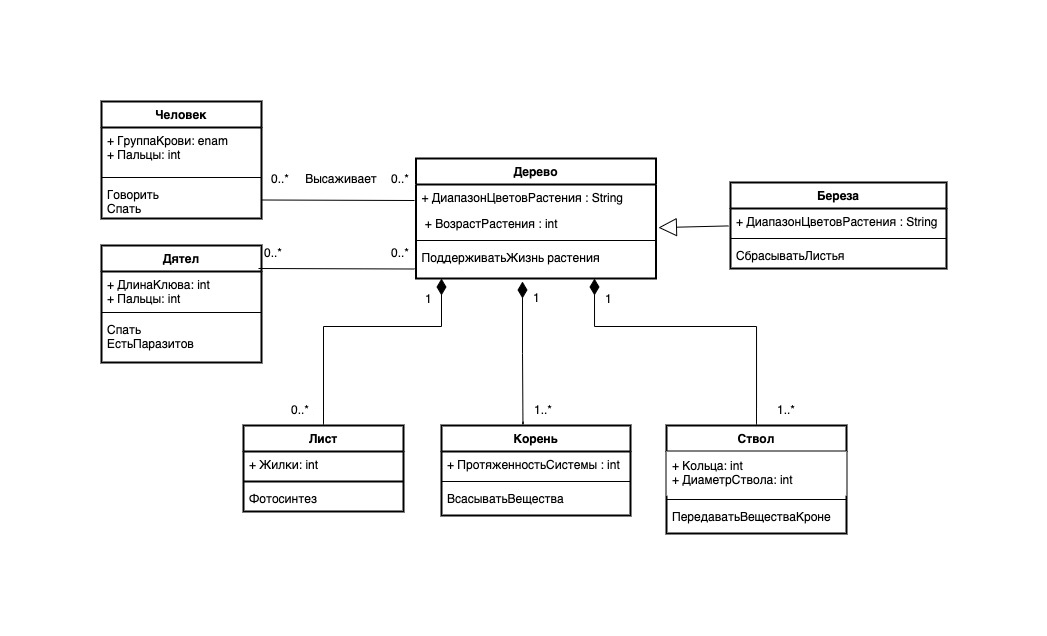 Человек
+ ГруппаКрови: enam
+ Пальцы: int
Говорить
Спать
0..* Высаживает 0..*
Дерево
+ ДиапазонЦветовРастения : String
+ ВозрастРастения : int
ПоддерживатьЖизнь растения
Береза
+ ДиапазонЦветовРастения : String
СбрасыватьЛистья
Дятел
+ ДлинаКлюва: int
+ Пальцы: int
Спать
ЕстьПаразитов
0..* 0..*
1 1 1
0..* 1..* 1..*
Лист
+ Жилки: int
Фотосинтез
Корень
+ ПротяженностьСистемы : int
ВсасыватьВещества
Ствол
+ Кольца: int
+ ДиаметрСтвола: int
ПередаватьВеществаКроне